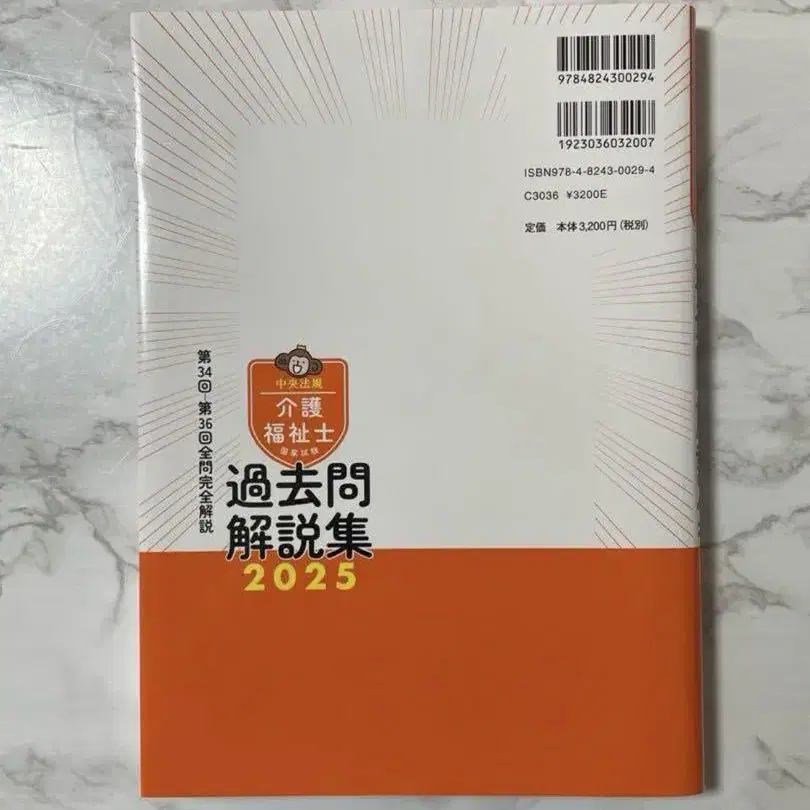 9784824300294
1923036032007
ISBN978-4-8243-0029-4
C3036 ¥3200E
定価 本体3,200円(税別)
第34回-第36回全問完全解説
中央法規
介護
福祉士
国家試験
過去問
解説集
2025